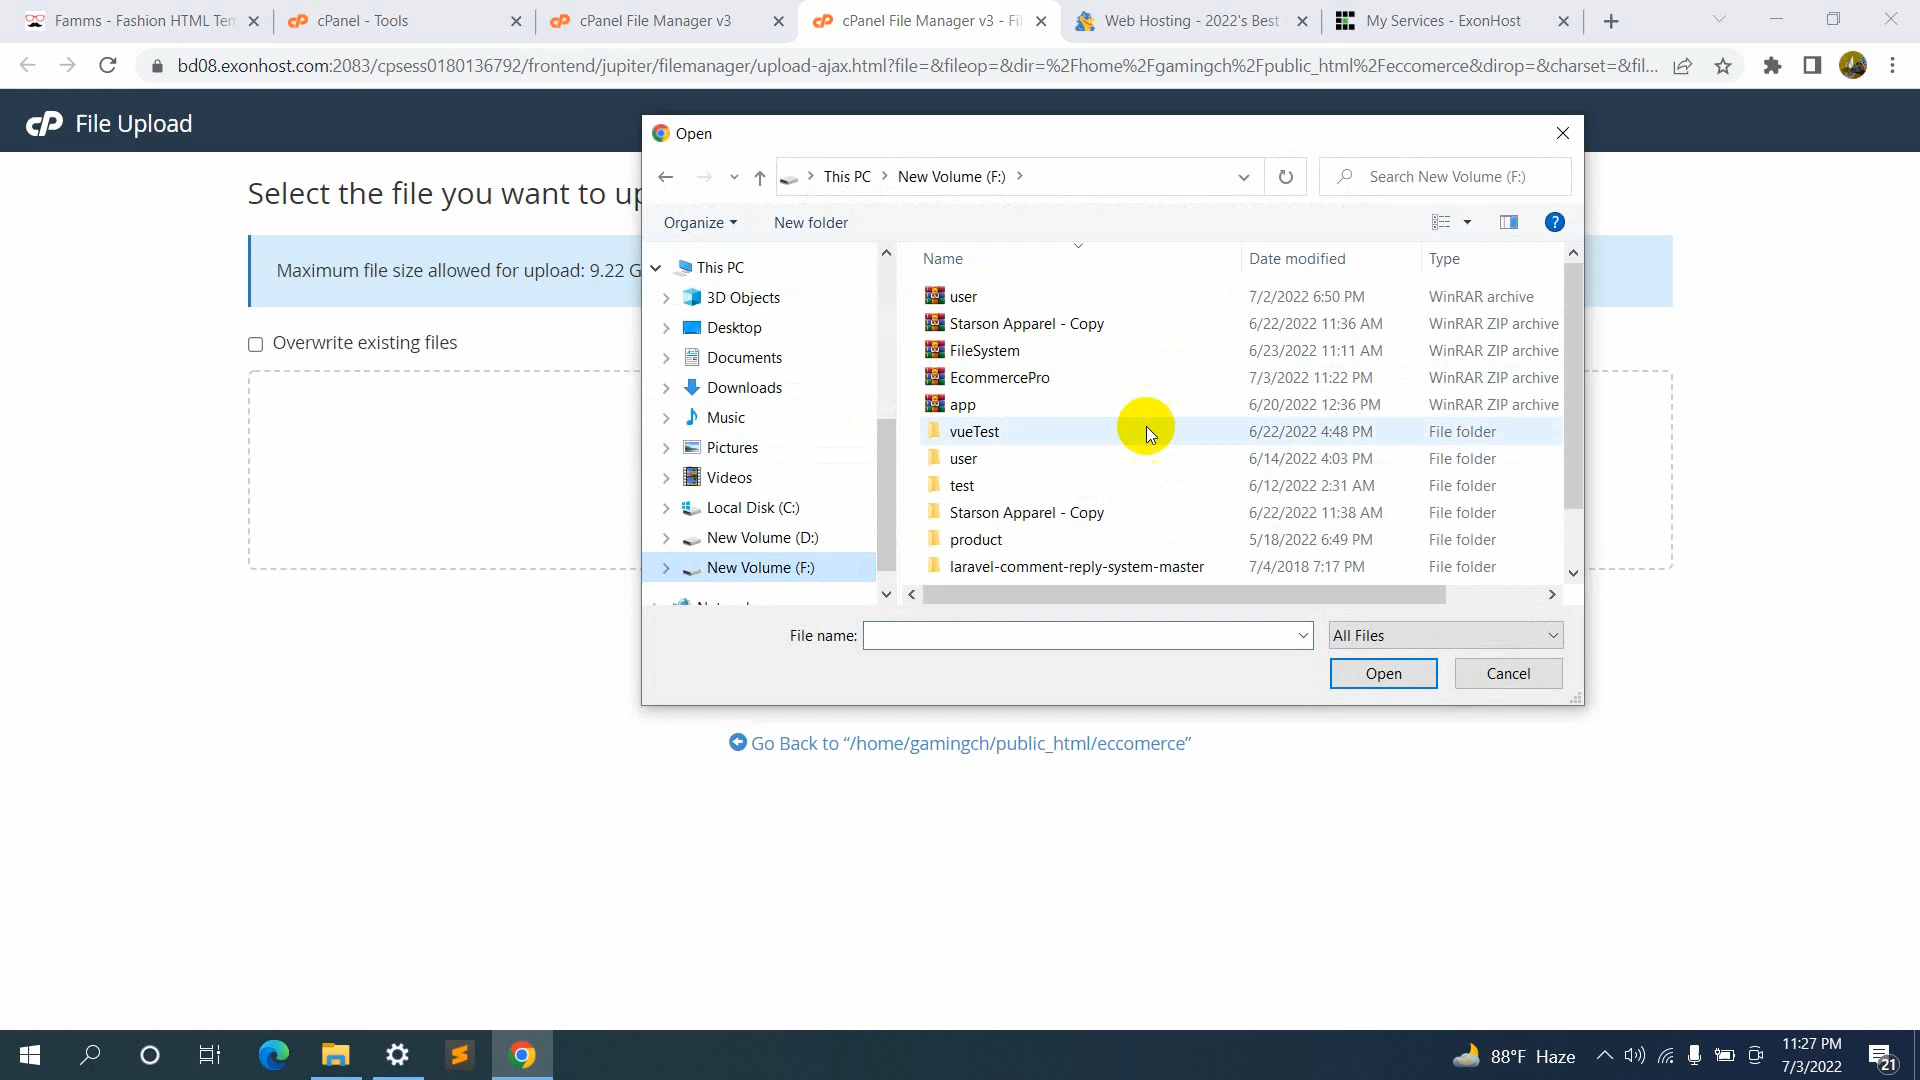 Famms - Fashion HTML Tem
cPanel - Tools
cPanel File Manager v3
cPanel File Manager v3 - Fil
Web Hosting - 2022's Best
My Services - ExonHost
bd08.exonhost.com:2083/cpsess0180136792/frontend/jupiter/filemanager/upload-ajax.html?file=&fileop=&dir=%2Fhome%2Fgamingch%2Fpublic_html%2Feccomerce&dirop=&charset=&fil...
cP File Upload
Select the file you want to up
Maximum file size allowed for upload: 9.22 G
Overwrite existing files
Open
This PC > New Volume (F:) >
Search New Volume (F:)
Organize
New folder
This PC
3D Objects
Desktop
Documents
Downloads
Music
Pictures
Videos
Local Disk (C:)
New Volume (D:)
New Volume (F:)
Name Date modified Type
user 7/2/2022 6:50 PM WinRAR archive
Starson Apparel - Copy 6/22/2022 11:36 AM WinRAR ZIP archive
FileSystem 6/23/2022 11:11 AM WinRAR ZIP archive
EcommercePro 7/3/2022 11:22 PM WinRAR ZIP archive
app 6/20/2022 12:36 PM WinRAR ZIP archive
vueTest 6/22/2022 4:48 PM File folder
user 6/14/2022 4:03 PM File folder
test 6/12/2022 2:31 AM File folder
Starson Apparel - Copy 6/22/2022 11:38 AM File folder
product 5/18/2022 6:49 PM File folder
laravel-comment-reply-system-master 7/4/2018 7:17 PM File folder
File name:
All Files
Open
Cancel
Go Back to “/home/gamingch/public_html/eccomerce”
88°F Haze
11:27 PM
7/3/2022
21